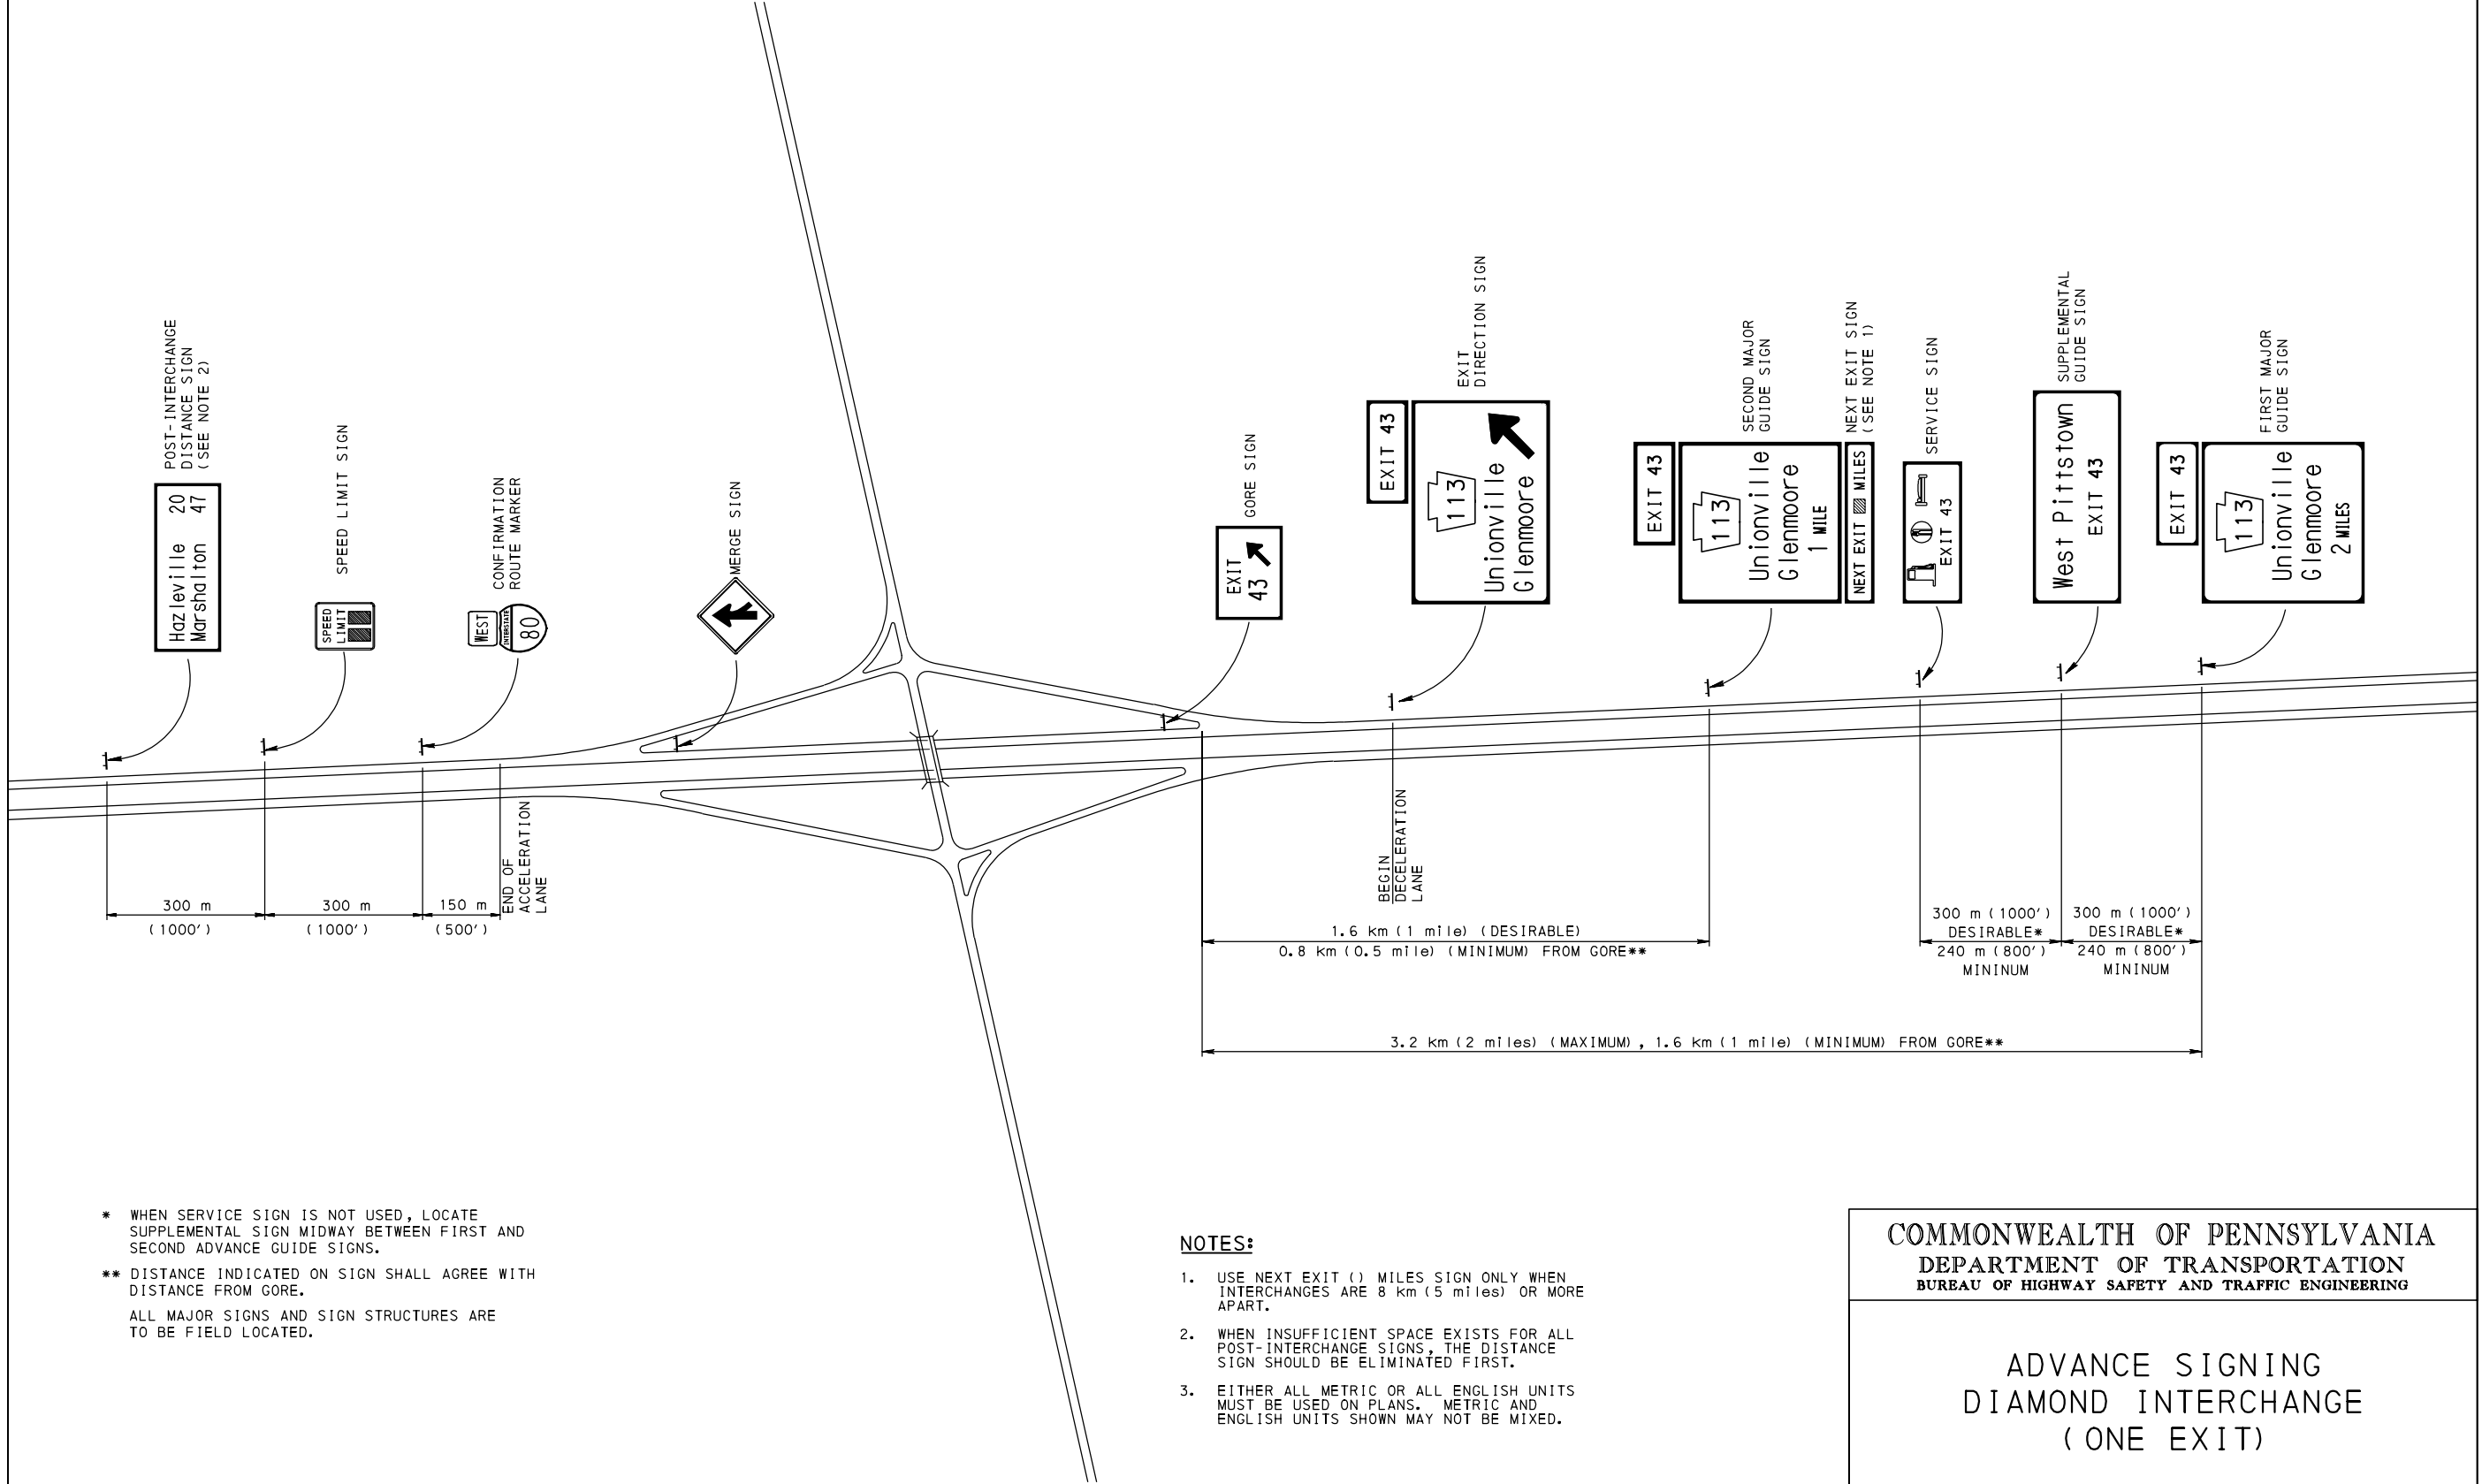 POST-INTERCHANGE
DISTANCE SIGN
(SEE NOTE 2)
Hazleville 20
Marshalton 47
SPEED LIMIT SIGN
SPEED
LIMIT
CONFIRMATION
ROUTE MARKER
WEST
INTERSTATE
80
MERGE SIGN
GORE SIGN
EXIT
43
EXIT
DIRECTION SIGN
EXIT 43
113
Unionville
Glenmoore
SECOND MAJOR
GUIDE SIGN
EXIT 43
113
Unionville
Glenmoore
1 MILE
NEXT EXIT SIGN
(SEE NOTE 1)
NEXT EXIT MILES
SERVICE SIGN
EXIT 43
SUPPLEMENTAL
GUIDE SIGN
West Pittstown
EXIT 43
FIRST MAJOR
GUIDE SIGN
EXIT 43
113
Unionville
Glenmoore
2 MILES
300 m
(1000')
300 m
(1000')
150 m
(500')
END OF
ACCELERATION
LANE
BEGIN
DECELERATION
LANE
1.6 km (1 mile) (DESIRABLE)
0.8 km (0.5 mile) (MINIMUM) FROM GORE**
300 m (1000')
DESIRABLE*
240 m (800')
MININUM
300 m (1000')
DESIRABLE*
240 m (800')
MININUM
3.2 km (2 miles) (MAXIMUM), 1.6 km (1 mile) (MINIMUM) FROM GORE**
* WHEN SERVICE SIGN IS NOT USED, LOCATE
SUPPLEMENTAL SIGN MIDWAY BETWEEN FIRST AND
SECOND ADVANCE GUIDE SIGNS.
** DISTANCE INDICATED ON SIGN SHALL AGREE WITH
DISTANCE FROM GORE.
ALL MAJOR SIGNS AND SIGN STRUCTURES ARE
TO BE FIELD LOCATED.
NOTES:
1. USE NEXT EXIT () MILES SIGN ONLY WHEN
INTERCHANGES ARE 8 km (5 miles) OR MORE
APART.
2. WHEN INSUFFICIENT SPACE EXISTS FOR ALL
POST-INTERCHANGE SIGNS, THE DISTANCE
SIGN SHOULD BE ELIMINATED FIRST.
3. EITHER ALL METRIC OR ALL ENGLISH UNITS
MUST BE USED ON PLANS. METRIC AND
ENGLISH UNITS SHOWN MAY NOT BE MIXED.
COMMONWEALTH OF PENNSYLVANIA
DEPARTMENT OF TRANSPORTATION
BUREAU OF HIGHWAY SAFETY AND TRAFFIC ENGINEERING
ADVANCE SIGNING
DIAMOND INTERCHANGE
(ONE EXIT)